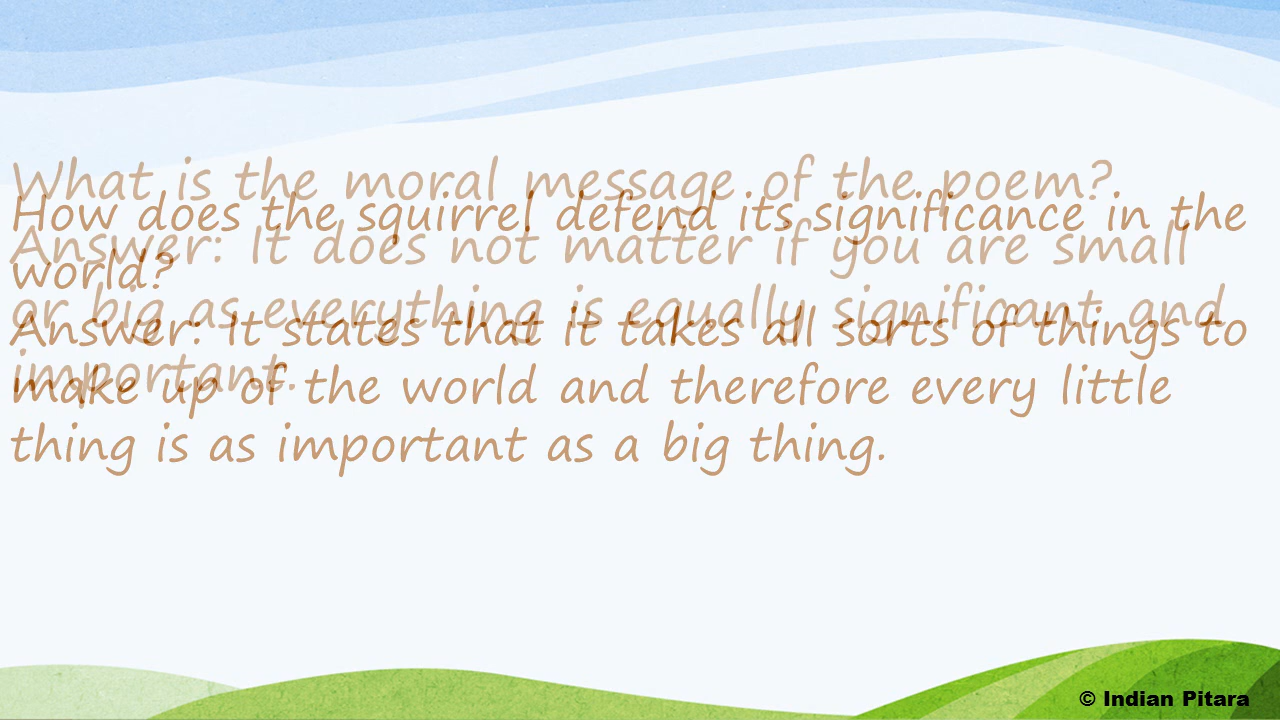 What is the moral message of the poem?.
Answer: It does not matter if you are small
or big as everything is equally significant and
important.
How does the squirrel defend its significance in the
world?
Answer: It states that it takes all sorts of things to
make up of the world and therefore every little
thing is as important as a big thing.
© Indian Pitara